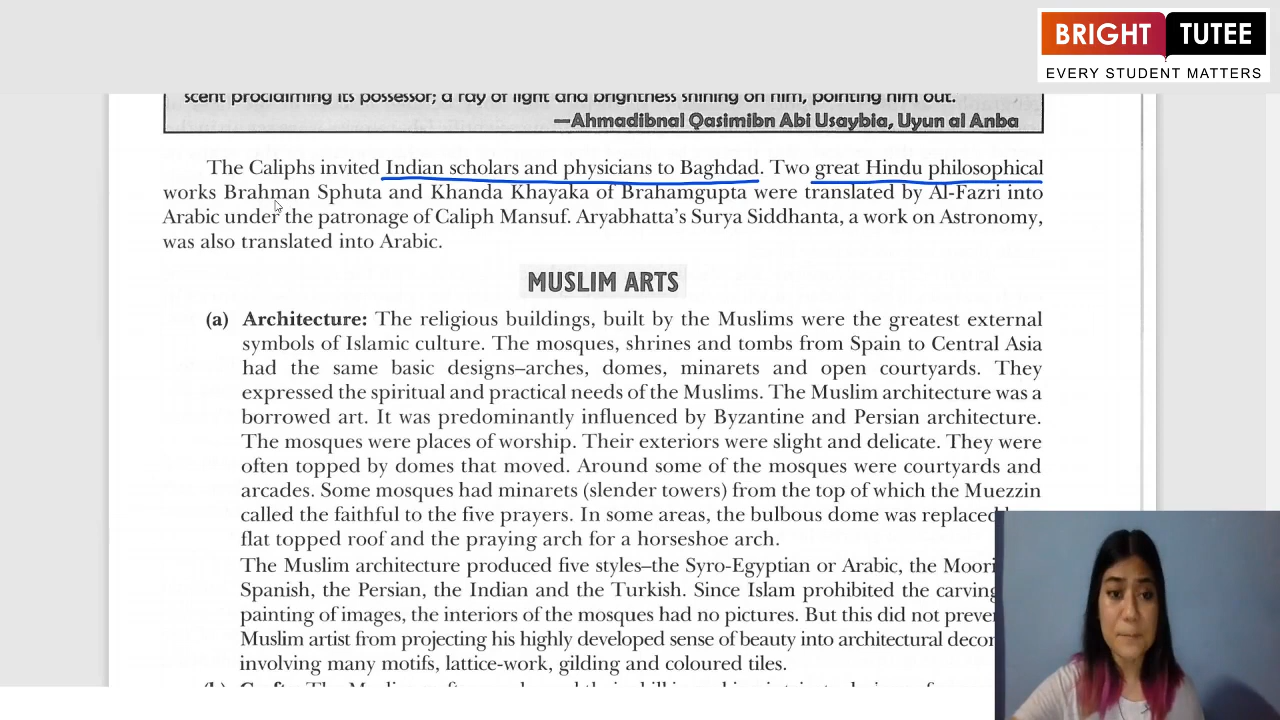 BRIGHT TUTEE
EVERY STUDENT MATTERS
scent proclaiming its possessor; a ray of light and brightness shining on him, pointing him out.
—Ahmadibnal Qasimibn Abi Usaybia, Uyun al Anba
The Caliphs invited Indian scholars and physicians to Baghdad. Two great Hindu philosophical
works Brahman Sphuta and Khanda Khayaka of Brahamgupta were translated by Al-Fazri into
Arabic under the patronage of Caliph Mansuf. Aryabhatta's Surya Siddhanta, a work on Astronomy,
was also translated into Arabic.
MUSLIM ARTS
(a) Architecture: The religious buildings, built by the Muslims were the greatest external
symbols of Islamic culture. The mosques, shrines and tombs from Spain to Central Asia
had the same basic designs–arches, domes, minarets and open courtyards. They
expressed the spiritual and practical needs of the Muslims. The Muslim architecture was a
borrowed art. It was predominantly influenced by Byzantine and Persian architecture.
The mosques were places of worship. Their exteriors were slight and delicate. They were
often topped by domes that moved. Around some of the mosques were courtyards and
arcades. Some mosques had minarets (slender towers) from the top of which the Muezzin
called the faithful to the five prayers. In some areas, the bulbous dome was replaced
flat topped roof and the praying arch for a horseshoe arch.
The Muslim architecture produced five styles–the Syro-Egyptian or Arabic, the
Spanish, the Persian, the Indian and the Turkish. Since Islam prohibited the carving
painting of images, the interiors of the mosques had no pictures. But this did not
Muslim artist from projecting his highly developed sense of beauty into architectural
involving many motifs, lattice-work, gilding and coloured tiles.